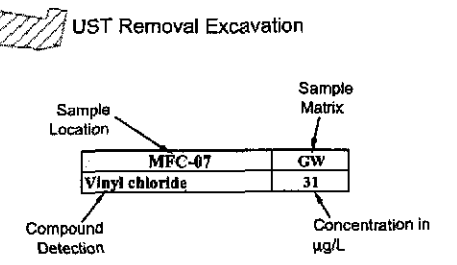 UST Removal Excavation
Sample
Location
Sample
Matrix
MFC-07 GW
Vinyl chloride 31
Compound
Detection
Concentration in
µg/L